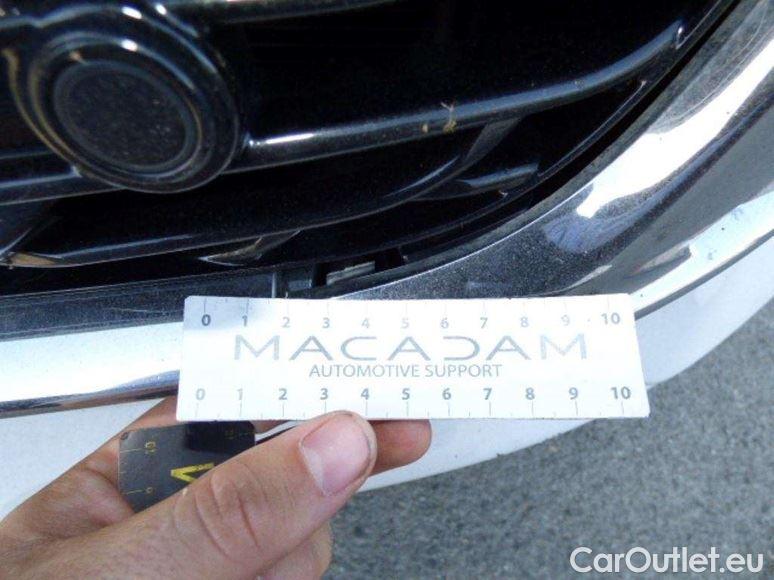 0 1 2 3 4 5 6 7 8 9 10
MACADAM
AUTOMOTIVE SUPPORT
0 1 2 3 4 5 6 7 8 9 10
CarOutlet.eu